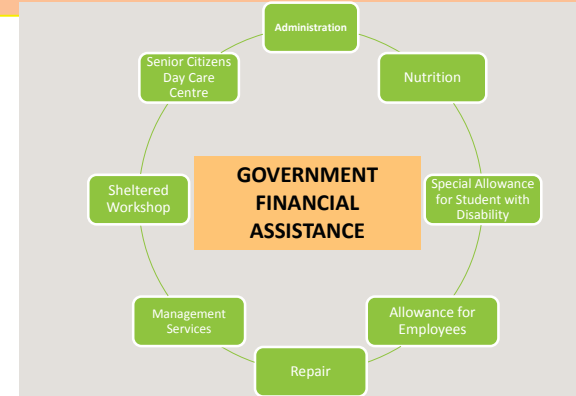 Administration
Nutrition
Special Allowance
for Student with
Disability
Allowance for
Employees
Repair
Management
Services
Sheltered
Workshop
Senior Citizens
Day Care
Centre
GOVERNMENT
FINANCIAL
ASSISTANCE